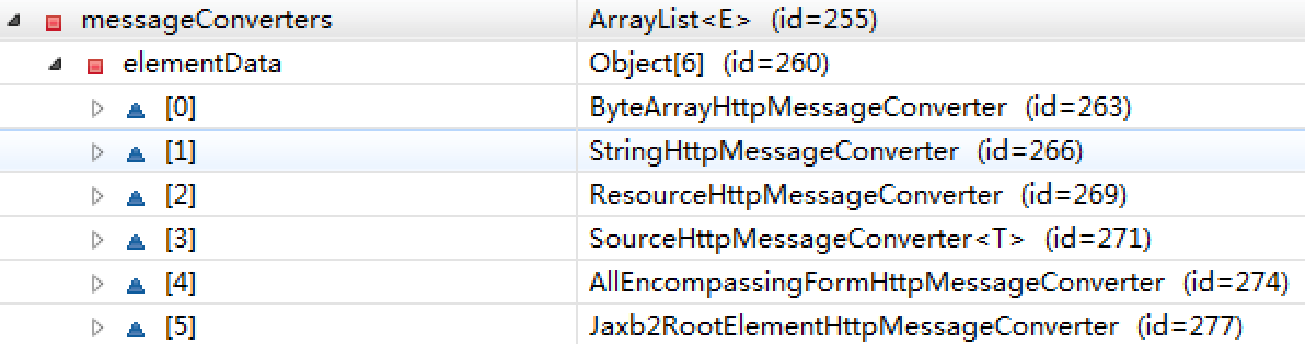 messageConverters ArrayList<E> (id=255)
elementData Object[6] (id=260)
[0] ByteArrayHttpMessageConverter (id=263)
[1] StringHttpMessageConverter (id=266)
[2] ResourceHttpMessageConverter (id=269)
[3] SourceHttpMessageConverter<T> (id=271)
[4] AllEncompassingFormHttpMessageConverter (id=274)
[5] Jaxb2RootElementHttpMessageConverter (id=277)